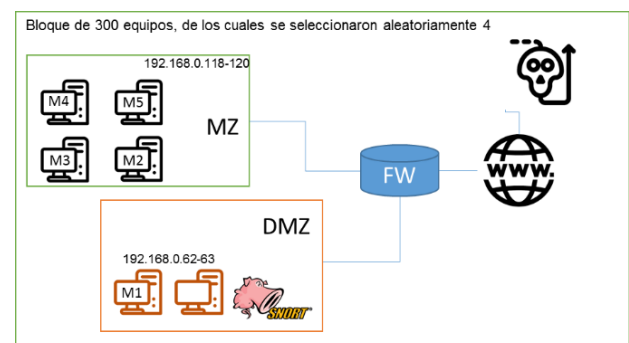 Bloque de 300 equipos, de los cuales se seleccionaron aleatoriamente 4
192.168.0.118-120
M4
M5
MZ
M3
M2
FW
WWW.
DMZ
192.168.0.62-63
M1
SNORT